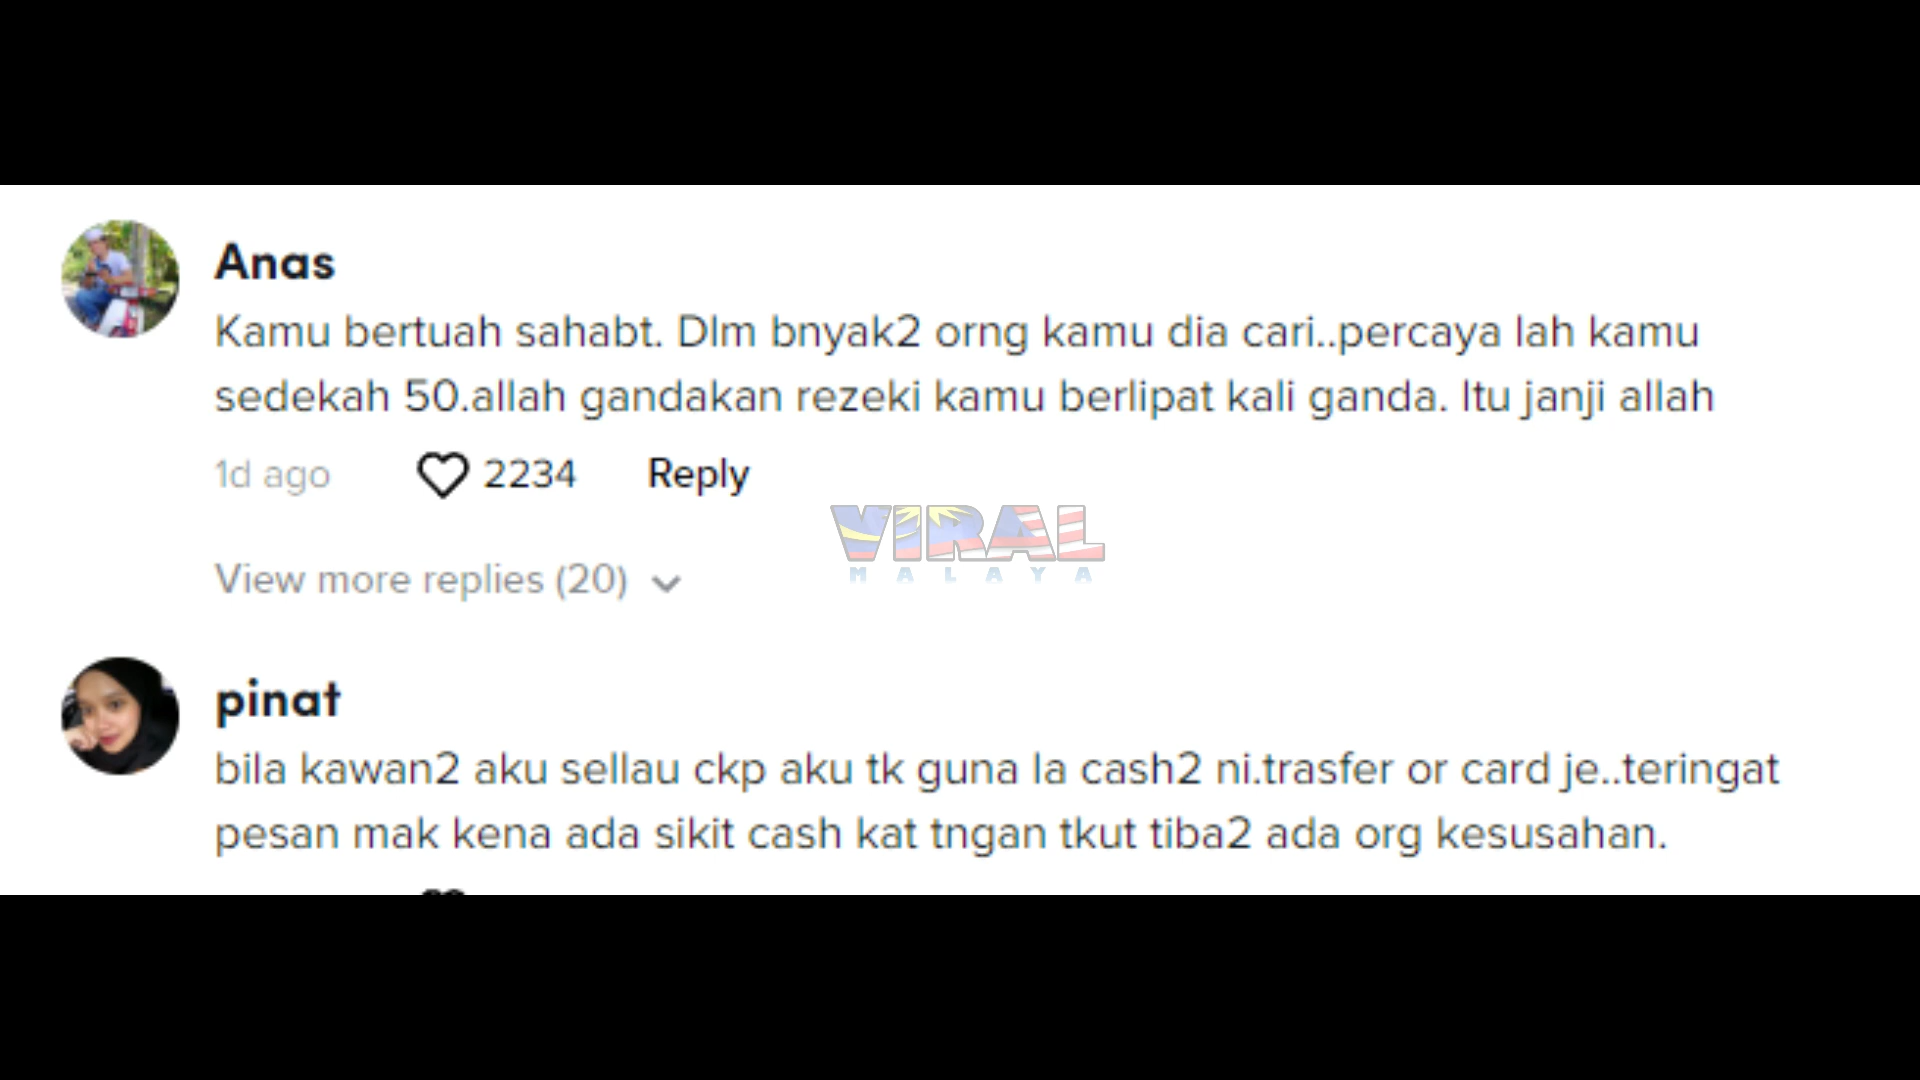 Anas
Kamu bertuah sahabt. Dlm bnyak2 orng kamu dia cari..percaya lah kamu
sedekah 50.allah gandakan rezeki kamu berlipat kali ganda. Itu janji allah
1d ago 2234 Reply
VIRAL
MALAYA
View more replies (20)
pinat
bila kawan2 aku sellau ckp aku tk guna la cash2 ni.trasfer or card je..teringat
pesan mak kena ada sikit cash kat tngan tkut tiba2 ada org kesusahan.